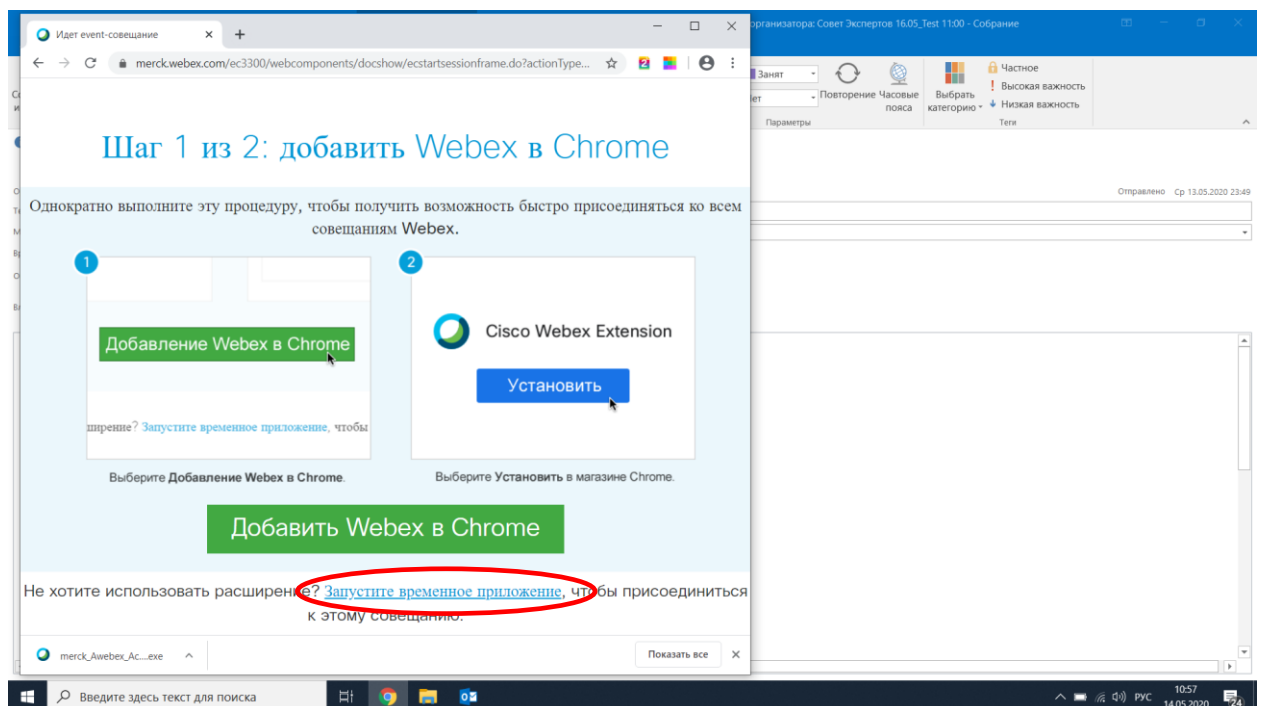 Идет event-совещание
организатора: Совет Экспертов 16.05_Test 11:00 - Собрание
merck.webex.com/ec3300/webcomponents/docshow/ecstartsessionframe.do?actionType...
Занят
Повторение
Часовые
пояса
Выбрать
категорию
Частное
Высокая важность
Низкая важность
Параметры
Теги
Отправлено Ср 13.05.2020 23:49
Шаг 1 из 2: добавить Webex в Chrome
Однократно выполните эту процедуру, чтобы получить возможность быстро присоединяться ко всем
совещаниям Webex.
1
2
Добавление Webex в Chrome
ширение? Запустите временное приложение, чтобы
Cisco Webex Extension
Установить
Выберите Добавление Webex в Chrome.
Выберите Установить в магазине Chrome.
Добавить Webex в Chrome
Не хотите использовать расширение? Запустите временное приложение, чтобы присоединиться
к этому совещанию.
merck_Awebex_Ac....exe
Показать все
Введите здесь текст для поиска
РУС
10:57
14.05.2020
24